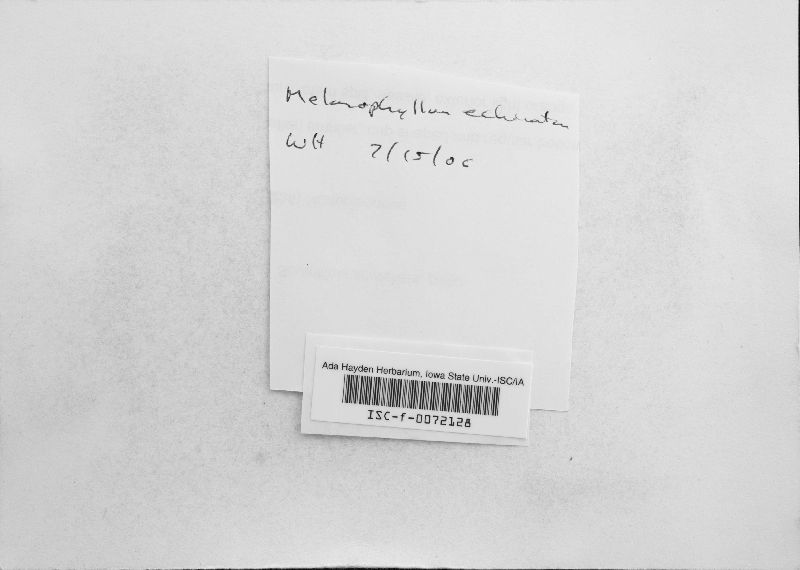 Melanophyllum echinatum
WH 7/15/06
Ada Hayden Herbarium, Iowa State Univ.-ISC/IA
ISC-f-0072128